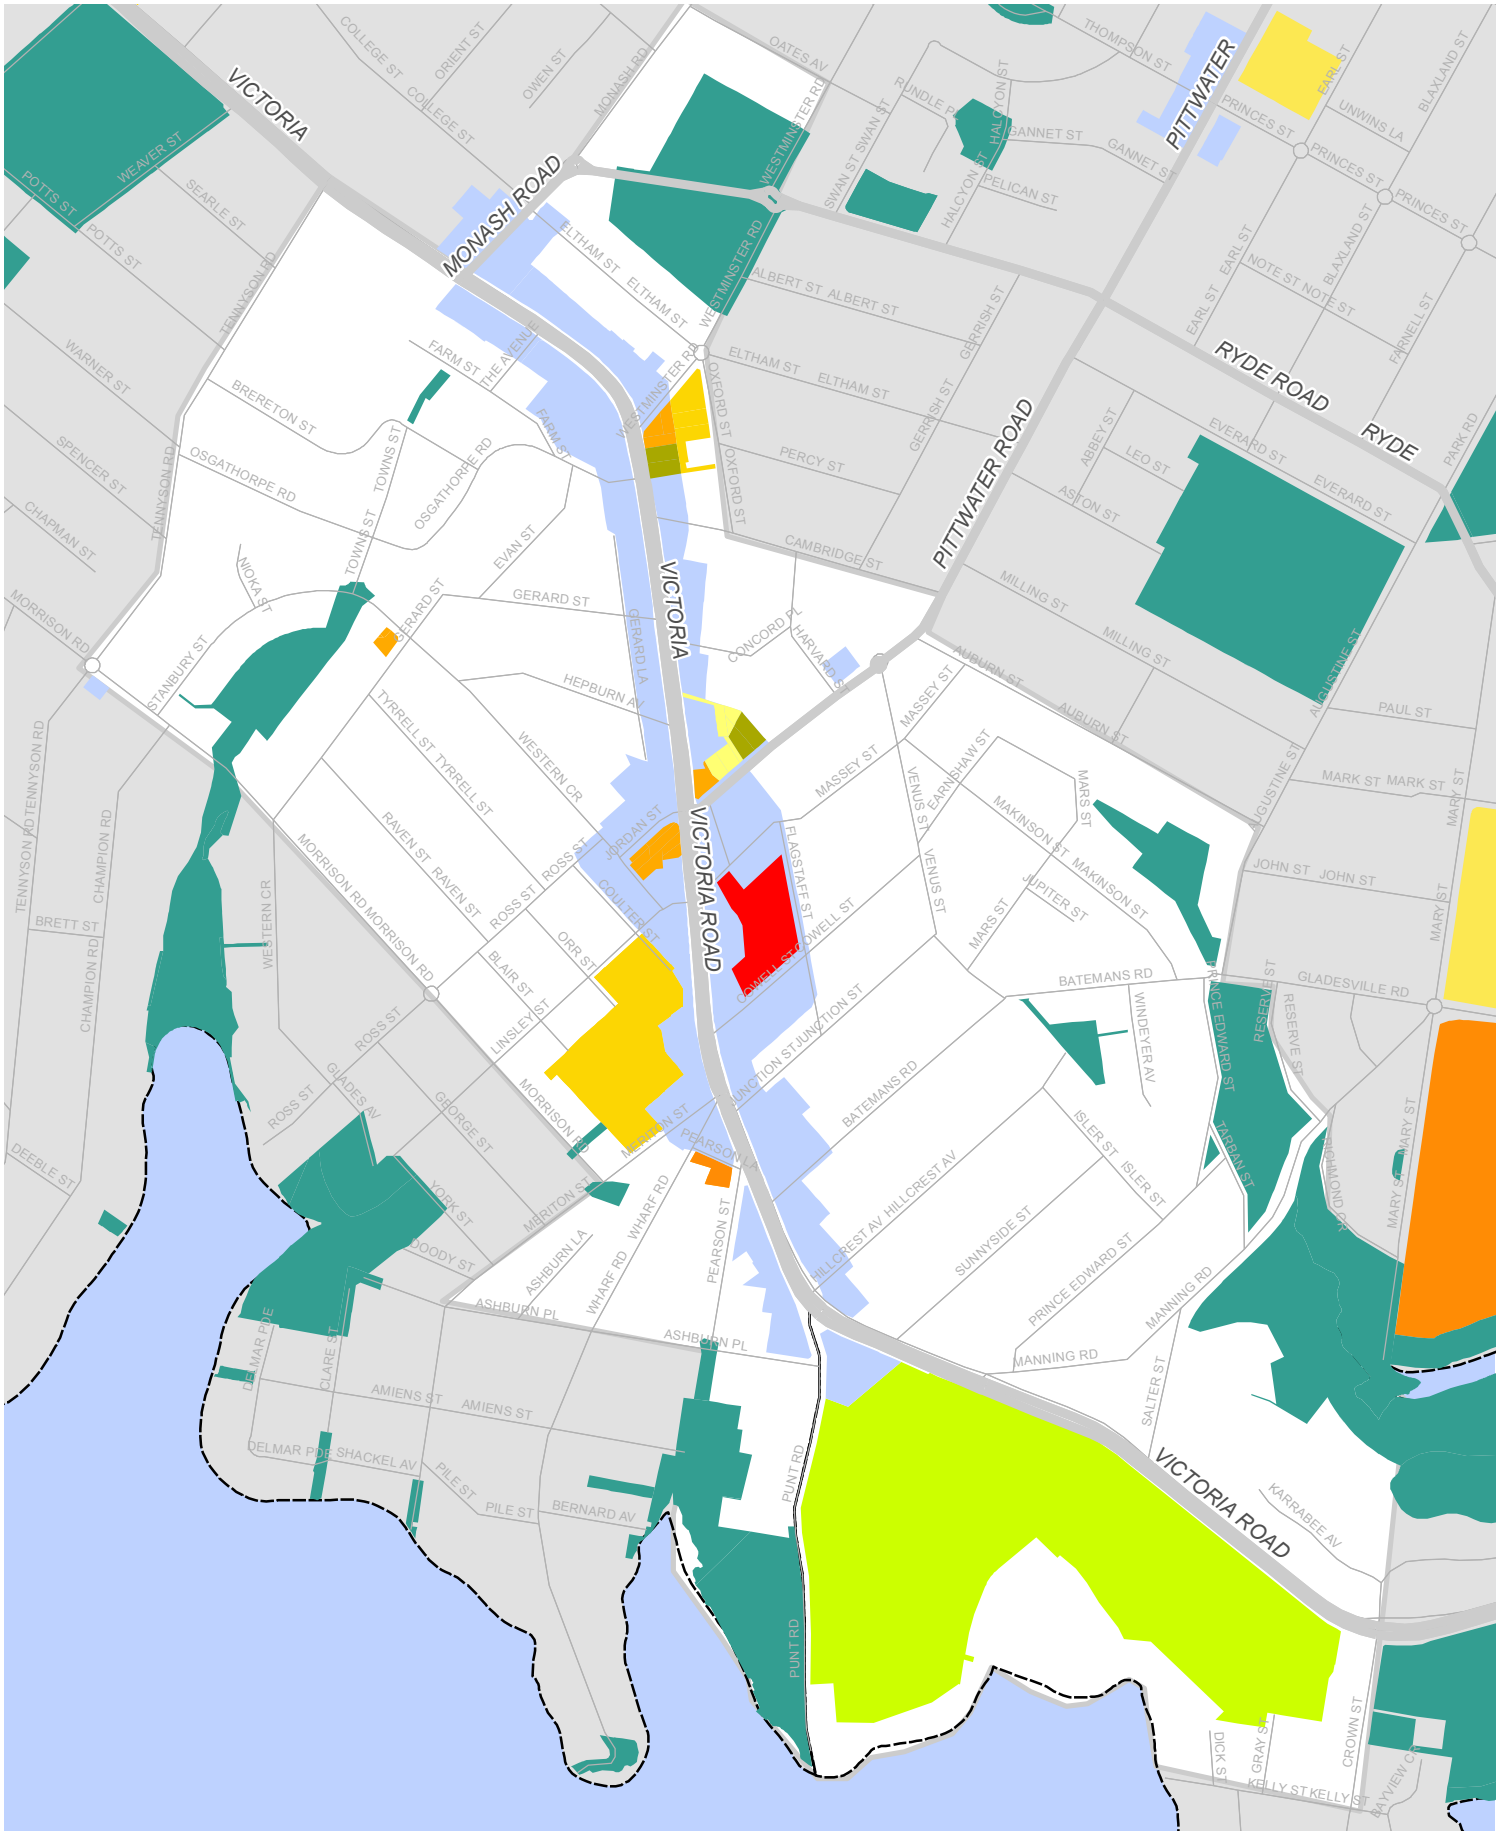 COLLEGE ST
ORIENT ST
OWEN ST
MONASH RD
OATES AV
THOMPSON ST
PITTWATER
EARL ST
BLAXLAND ST
VICTORIA
COLLEGE ST
WESTMINSTER RD
SWAN ST
SWAN ST
HALCYON ST
GANNET ST
GANNET ST
PRINCES ST
UNWINS LA
WEAVER ST
POTTS ST
SEARLE ST
MONASH ROAD
PELICAN ST
HALCYON ST
PRINCES ST
PRINCES ST
POTTS ST
TENNYSON RD
ELTHAM ST
ELTHAM ST
WESTMINSTER RD
ALBERT ST
ALBERT ST
EARL ST
EARL ST
BLAXLAND ST
NOTE ST
NOTE ST
FARNELL ST
WARNER ST
FARM ST
THE AVENUE
GERRISH ST
RYDE ROAD
BRERETON ST
FARM ST
WESTMINSTER RD
OXFORD ST
ELTHAM ST
ELTHAM ST
GERRISH ST
ABBEY ST
EVERARD ST
RYDE
PARK RD
SPENCER ST
OSGATHORPE RD
TOWNS ST
OSGATHORPE RD
OXFORD ST
PERCY ST
PITTWATER ROAD
LEO ST
EVERARD ST
CHAPMAN ST
TENNYSON RD
TOWNS ST
EVAN ST
CAMBRIDGE ST
ASTON ST
NIOKA ST
GERARD ST
GERARD ST
VICTORIA
MILLING ST
MORRISON RD
STANBURY ST
GERARD LA
CONCORD PL
HARVARD ST
MILLING ST
HEPBURN AV
AUBURN ST
AUBURN ST
MASSEY ST
AUGUSTINE ST
PAUL ST
TENNYSON RD
TENNYSON RD
TYRRELL ST
TYRRELL ST
WESTERN CR
MASSEY ST
VENUS ST
EARNSHAW ST
MARS ST
AUGUSTINE ST
MARK ST
MARK ST
MARY ST
CHAMPION RD
MORRISON RD
MORRISON RD
RAVEN ST
RAVEN ST
ROSS ST
ROSS ST
JORDAN ST
VICTORIA ROAD
FLAGSTAFF ST
VENUS ST
MAKINSON ST
MAKINSON ST
JUPITER ST
MARS ST
JOHN ST
JOHN ST
MARY ST
BRETT ST
CHAMPION RD
WESTERN CR
COULTER ST
COWELL ST
COWELL ST
ORR ST
BLAIR ST
LINSLEY ST
BATEMANS RD
GLADESVILLE RD
PRINCE EDWARD ST
RESERVE ST
RESERVE ST
WINDEYER AV
ROSS ST
ROSS ST
GLADES AV
GEORGE ST
MORRISON RD
JUNCTION ST
JUNCTION ST
BATEMANS RD
MERITON ST
PEARSON LA
ISLER ST
ISLER ST
TARBAN ST
RICHMOND CR
MARY ST
MARY ST
DEEBLE ST
YORK ST
MERITON ST
WHARF RD
WHARF RD
PEARSON ST
HILLCREST AV
HILLCREST AV
SUNNYSIDE ST
PRINCE EDWARD ST
MANNING RD
ASHBURN LA
ASHBURN PL
ASHBURN PL
MANNING RD
SALTER ST
DELMAR PDE
CLARE ST
AMIENS ST
AMIENS ST
DELMAR PDE
SHACKEL AV
PILE ST
PILE ST
BERNARD AV
PUNT RD
PUNT RD
VICTORIA ROAD
KARRABEE AV
DICK ST
GRAY ST
CROWN ST
KELLY ST
KELLY ST
BAYVIEW CR